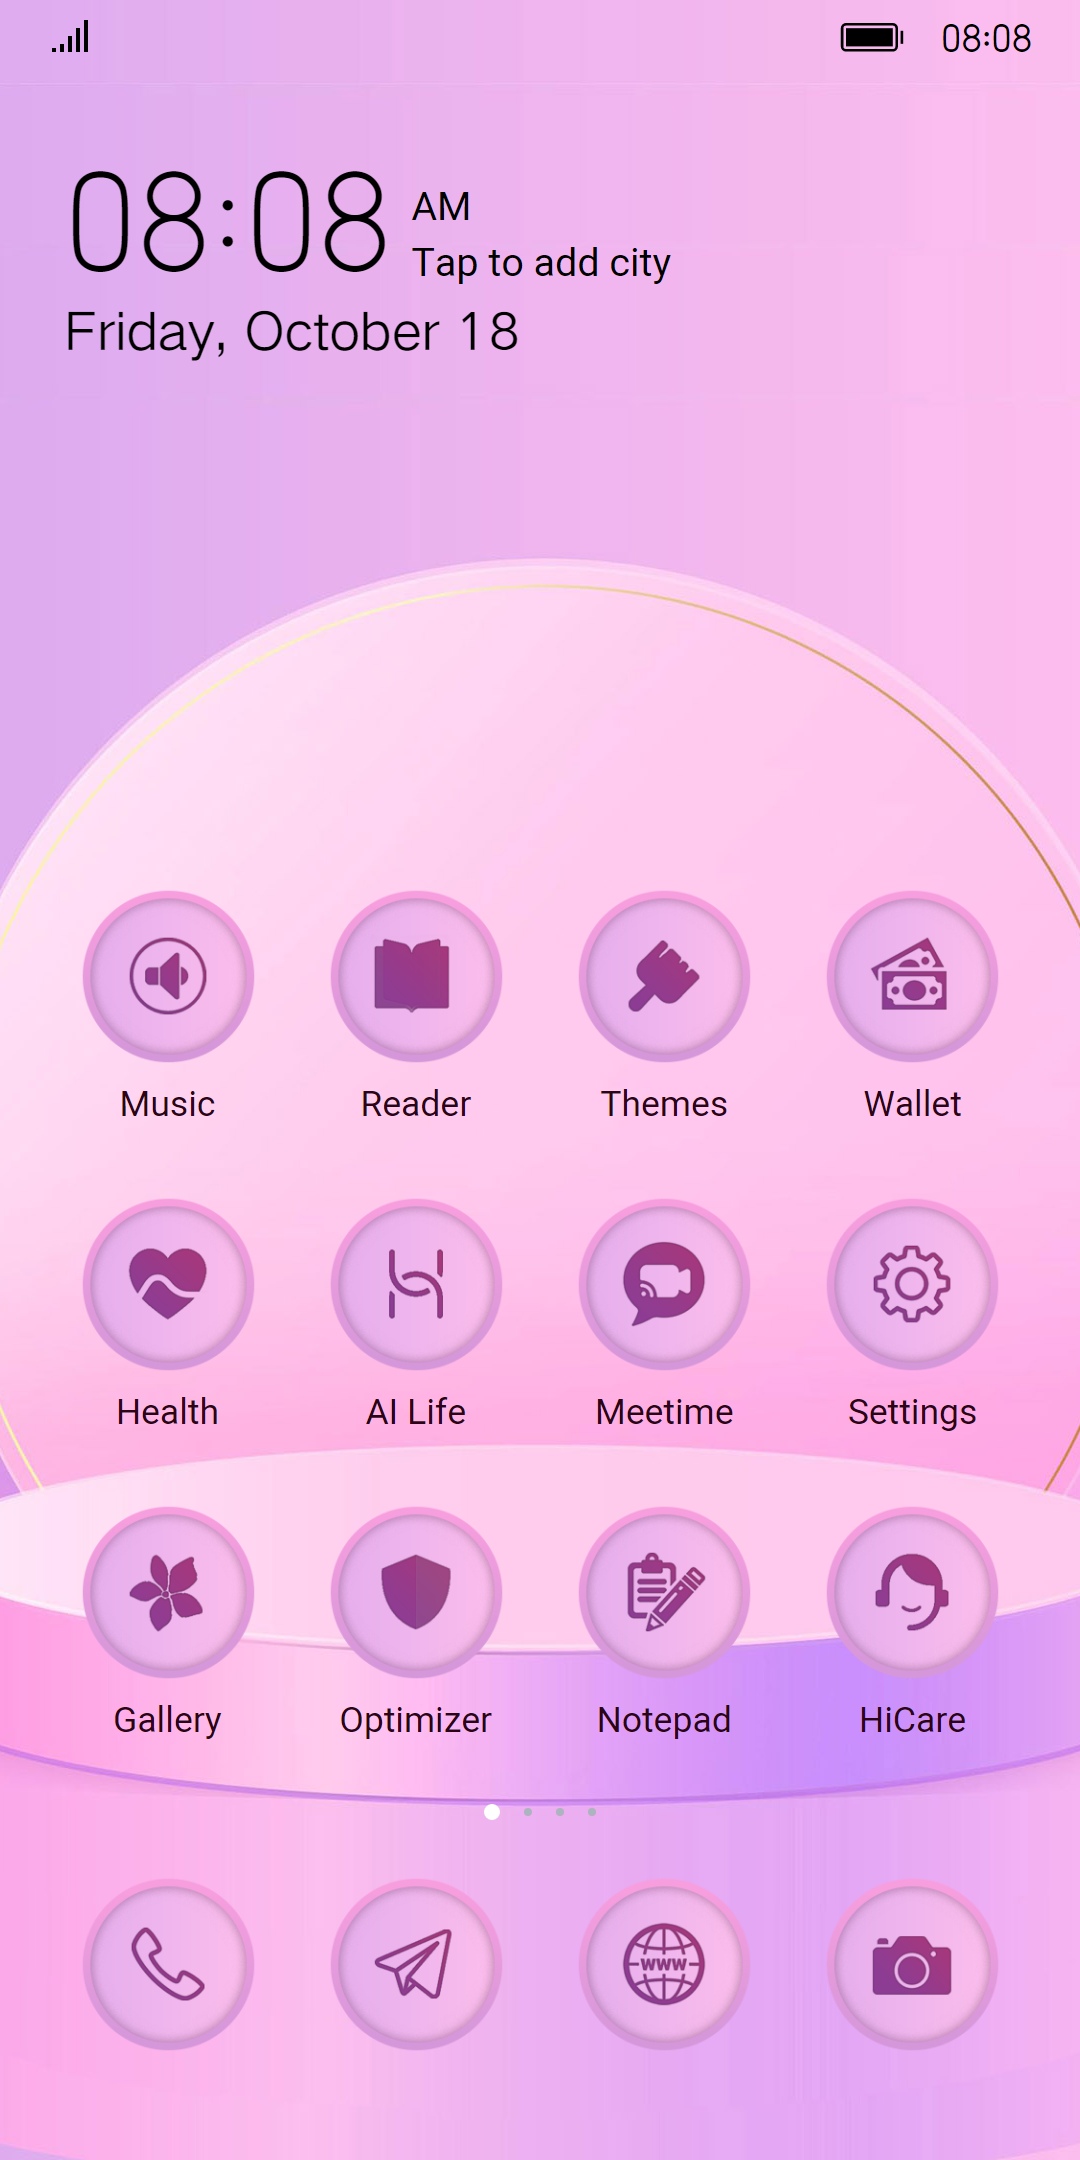 08:08
08:08 AM
Tap to add city
Friday, October 18
Music Reader Themes Wallet
Health AI Life Meetime Settings
Gallery Optimizer Notepad HiCare
www